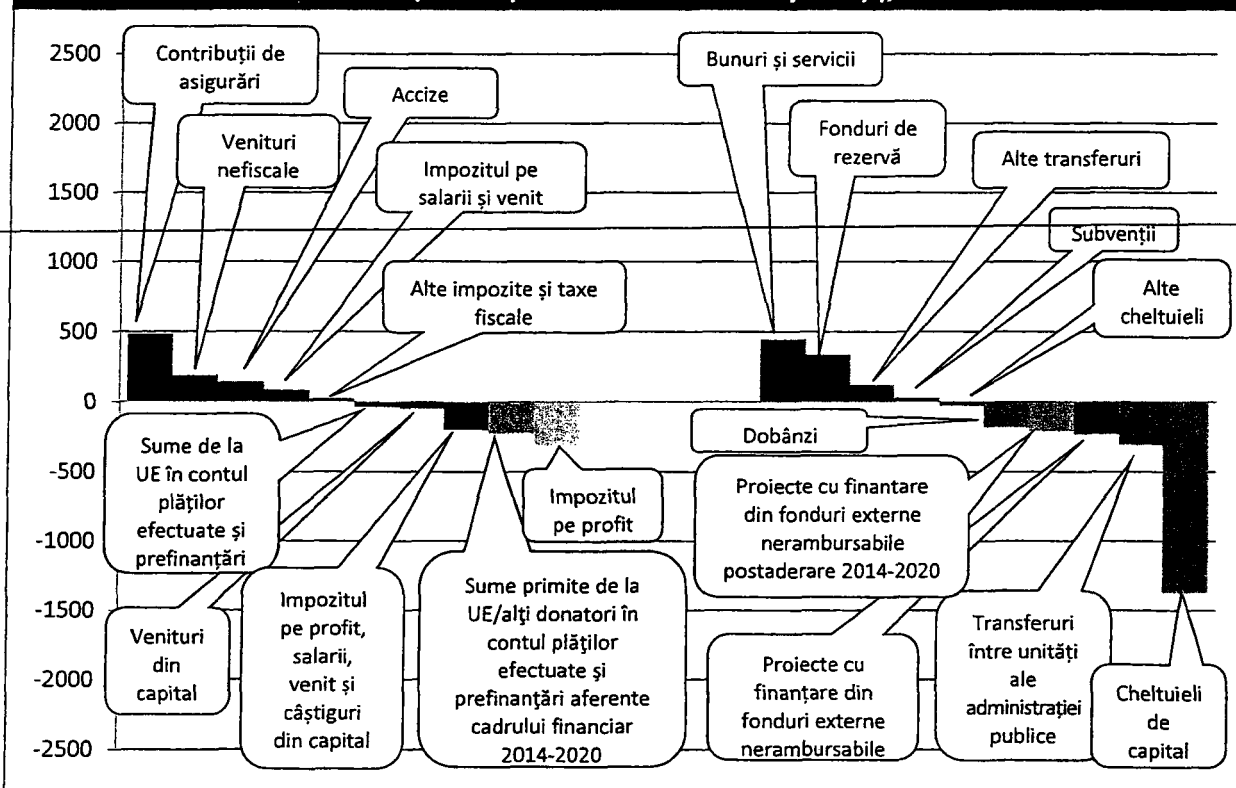 2500
2000
1500
1000
500
0
-500
-1000
-1500
-2000
-2500
Contribuții de
asigurări
Venituri
nefiscale
Accize
Impozitul pe
salarii și venit
Alte impozite și taxe
fiscale
Sume de la
UE în contul
plăților
efectuate și
prefinanțări
Venituri
din
capital
Impozitul
pe profit,
salarii,
venit și
câștiguri
din capital
Sume primite de la
UE/alți donatori în
contul plăților
efectuate și
prefinanțări aferente
cadrului financiar
2014-2020
Impozitul
pe profit
Bunuri și servicii
Fonduri de
rezervă
Alte transferuri
Subvenții
Alte
cheltuieli
Dobânzi
Proiecte cu finantare
din fonduri externe
nerambursabile
postaderare 2014-2020
Proiecte cu
finanțare din
fonduri externe
nerambursabile
Transferuri
între unități
ale
administrației
publice
Cheltuieli
de
capital